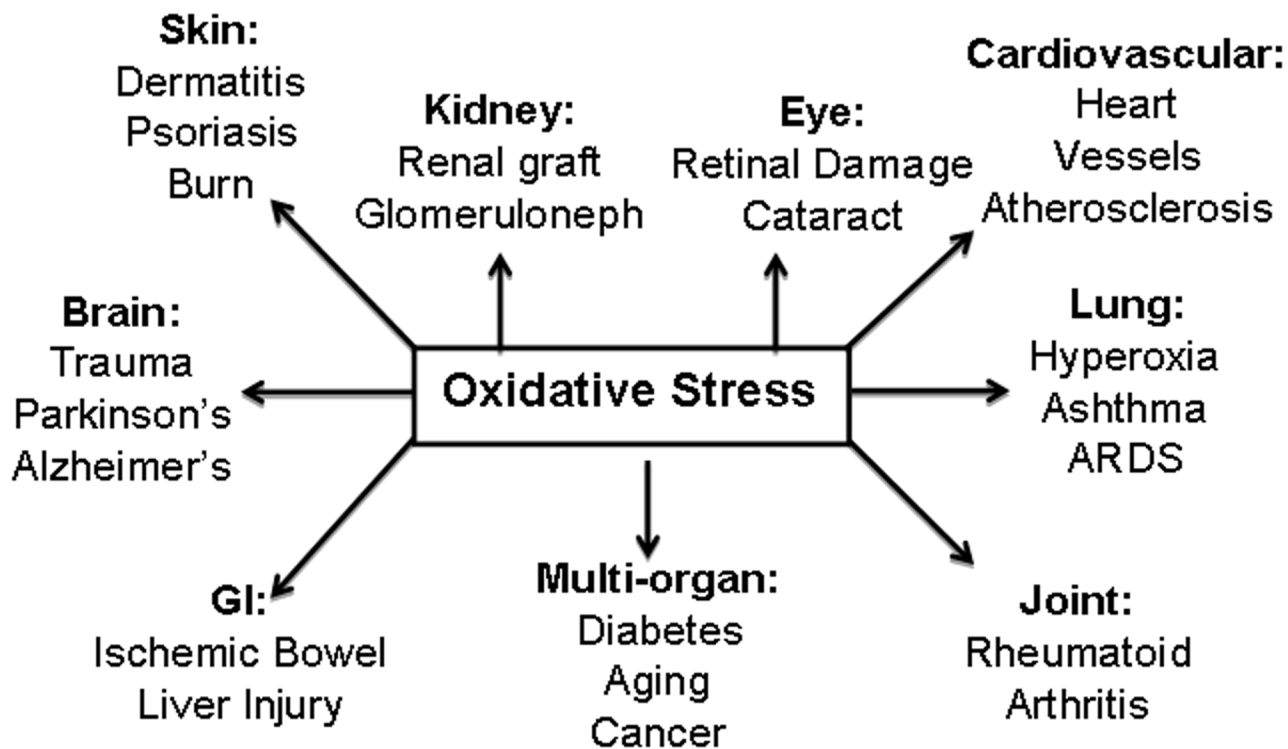 Skin:
Dermatitis
Psoriasis
Burn
Kidney:
Renal graft
Glomeruloneph
Eye:
Retinal Damage
Cataract
Cardiovascular:
Heart
Vessels
Atherosclerosis
Brain:
Trauma
Parkinson’s
Alzheimer’s
Oxidative Stress
Lung:
Hyperoxia
Ashthma
ARDS
GI:
Ischemic Bowel
Liver Injury
Multi-organ:
Diabetes
Aging
Cancer
Joint:
Rheumatoid
Arthritis